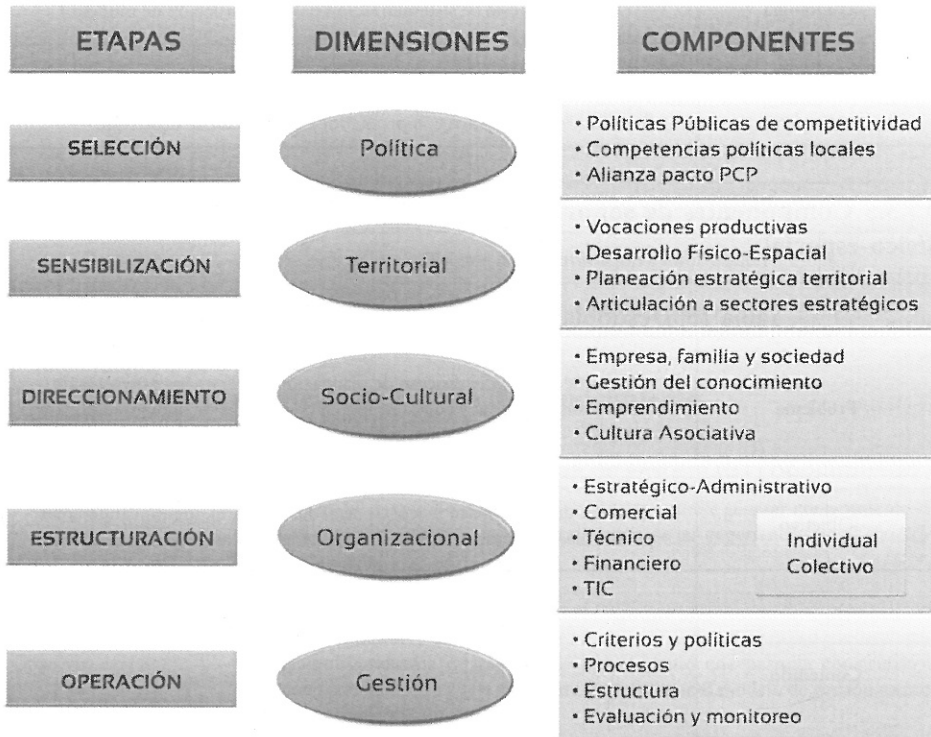 ETAPAS
DIMENSIONES
COMPONENTES
SELECCIÓN
Política
• Políticas Públicas de competitividad
• Competencias políticas locales
• Alianza pacto PCP
SENSIBILIZACIÓN
Territorial
• Vocaciones productivas
• Desarrollo Físico-Espacial
• Planeación estratégica territorial
• Articulación a sectores estratégicos
DIRECCIONAMIENTO
Socio-Cultural
• Empresa, familia y sociedad
• Gestión del conocimiento
• Emprendimiento
• Cultura Asociativa
ESTRUCTURACIÓN
Organizacional
• Estratégico-Administrativo
• Comercial
• Técnico
• Financiero
• TIC
Individual
Colectivo
OPERACIÓN
Gestión
• Criterios y políticas
• Procesos
• Estructura
• Evaluación y monitoreo